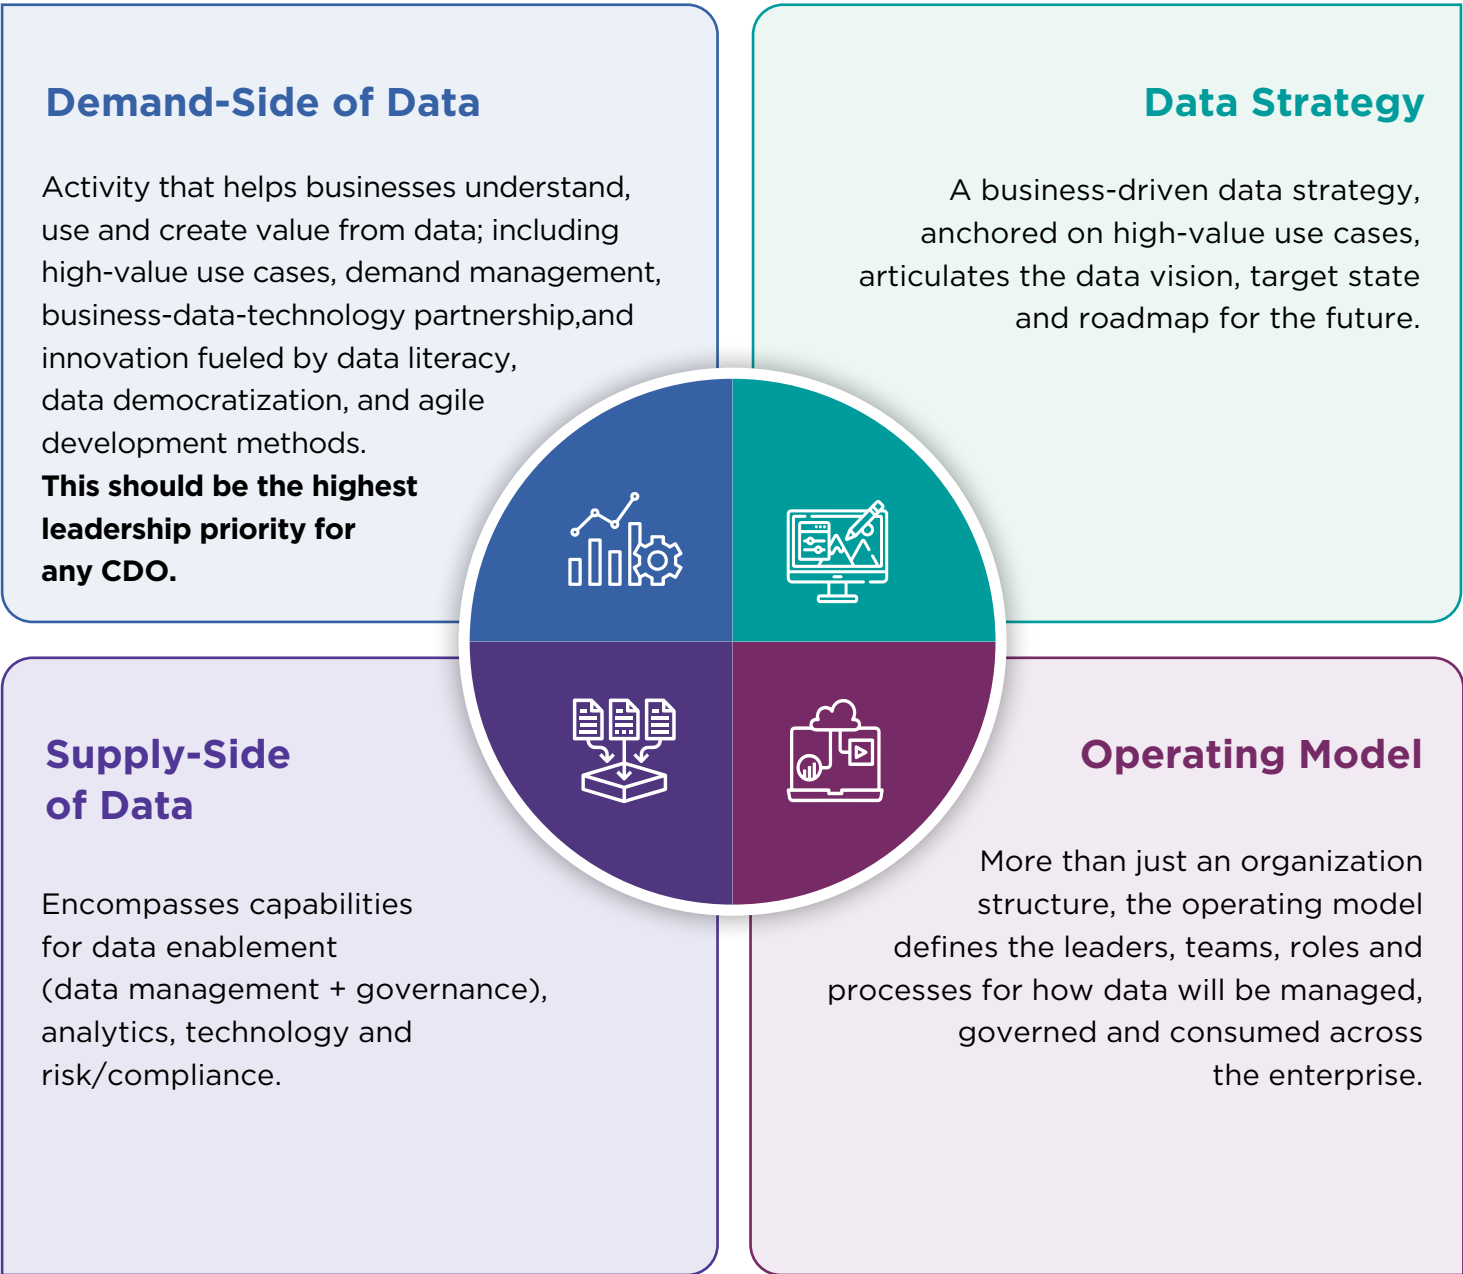 Demand-Side of Data
Activity that helps businesses understand,
use and create value from data; including
high-value use cases, demand management,
business-data-technology partnership,and
innovation fueled by data literacy,
data democratization, and agile
development methods.
This should be the highest
leadership priority for
any CDO.
Data Strategy
A business-driven data strategy,
anchored on high-value use cases,
articulates the data vision, target state
and roadmap for the future.
Supply-Side
of Data
Encompasses capabilities
for data enablement
(data management + governance),
analytics, technology and
risk/compliance.
Operating Model
More than just an organization
structure, the operating model
defines the leaders, teams, roles and
processes for how data will be managed,
governed and consumed across
the enterprise.